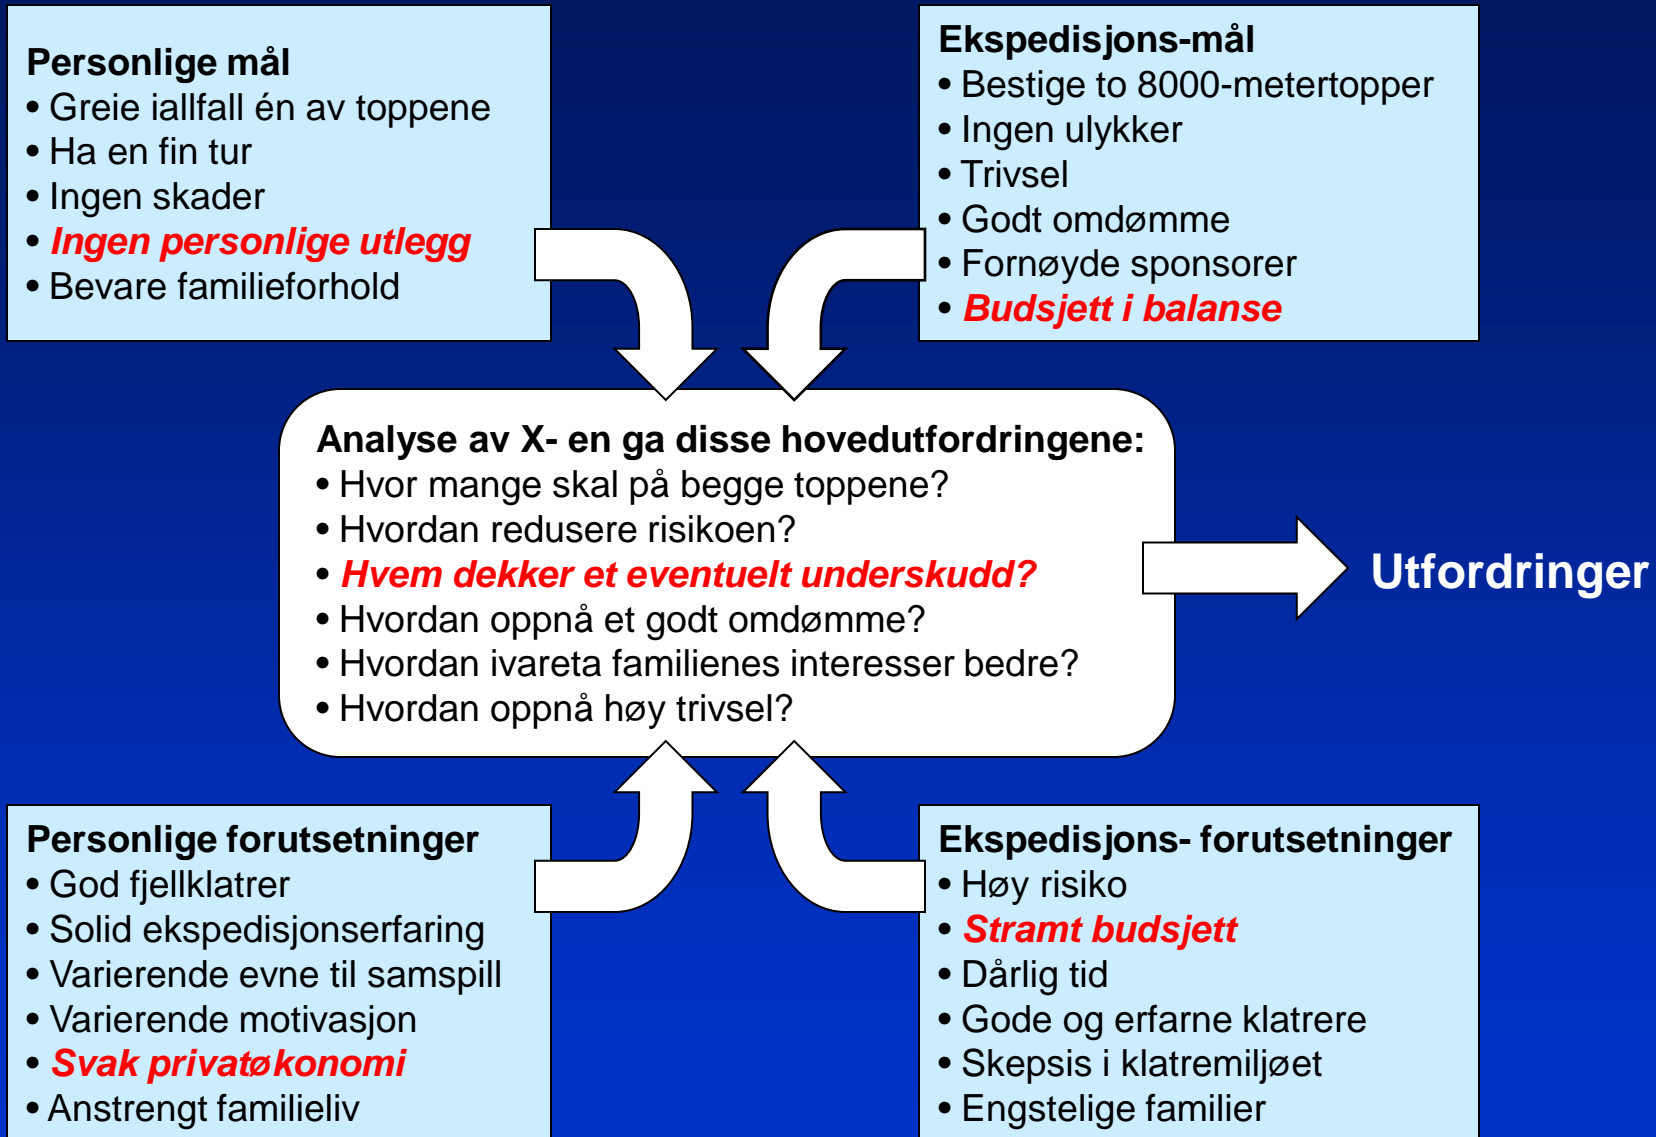 Personlige mål
• Greie iallfall én av toppene
• Ha en fin tur
• Ingen skader
• Ingen personlige utlegg
• Bevare familieforhold
Ekspedisjons-mål
• Bestige to 8000-metertopper
• Ingen ulykker
• Trivsel
• Godt omdømme
• Fornøyde sponsorer
• Budsjett i balanse
Analyse av X- en ga disse hovedutfordringene:
• Hvor mange skal på begge toppene?
• Hvordan redusere risikoen?
• Hvem dekker et eventuelt underskudd?
• Hvordan oppnå et godt omdømme?
• Hvordan ivareta familienes interesser bedre?
• Hvordan oppnå høy trivsel?
Utfordringer
Personlige forutsetninger
• God fjellklatrer
• Solid ekspedisjonserfaring
• Varierende evne til samspill
• Varierende motivasjon
• Svak privatøkonomi
• Anstrengt familieliv
Ekspedisjons- forutsetninger
• Høy risiko
• Stramt budsjett
• Dårlig tid
• Gode og erfarne klatrere
• Skepsis i klatremiljøet
• Engstelige familier